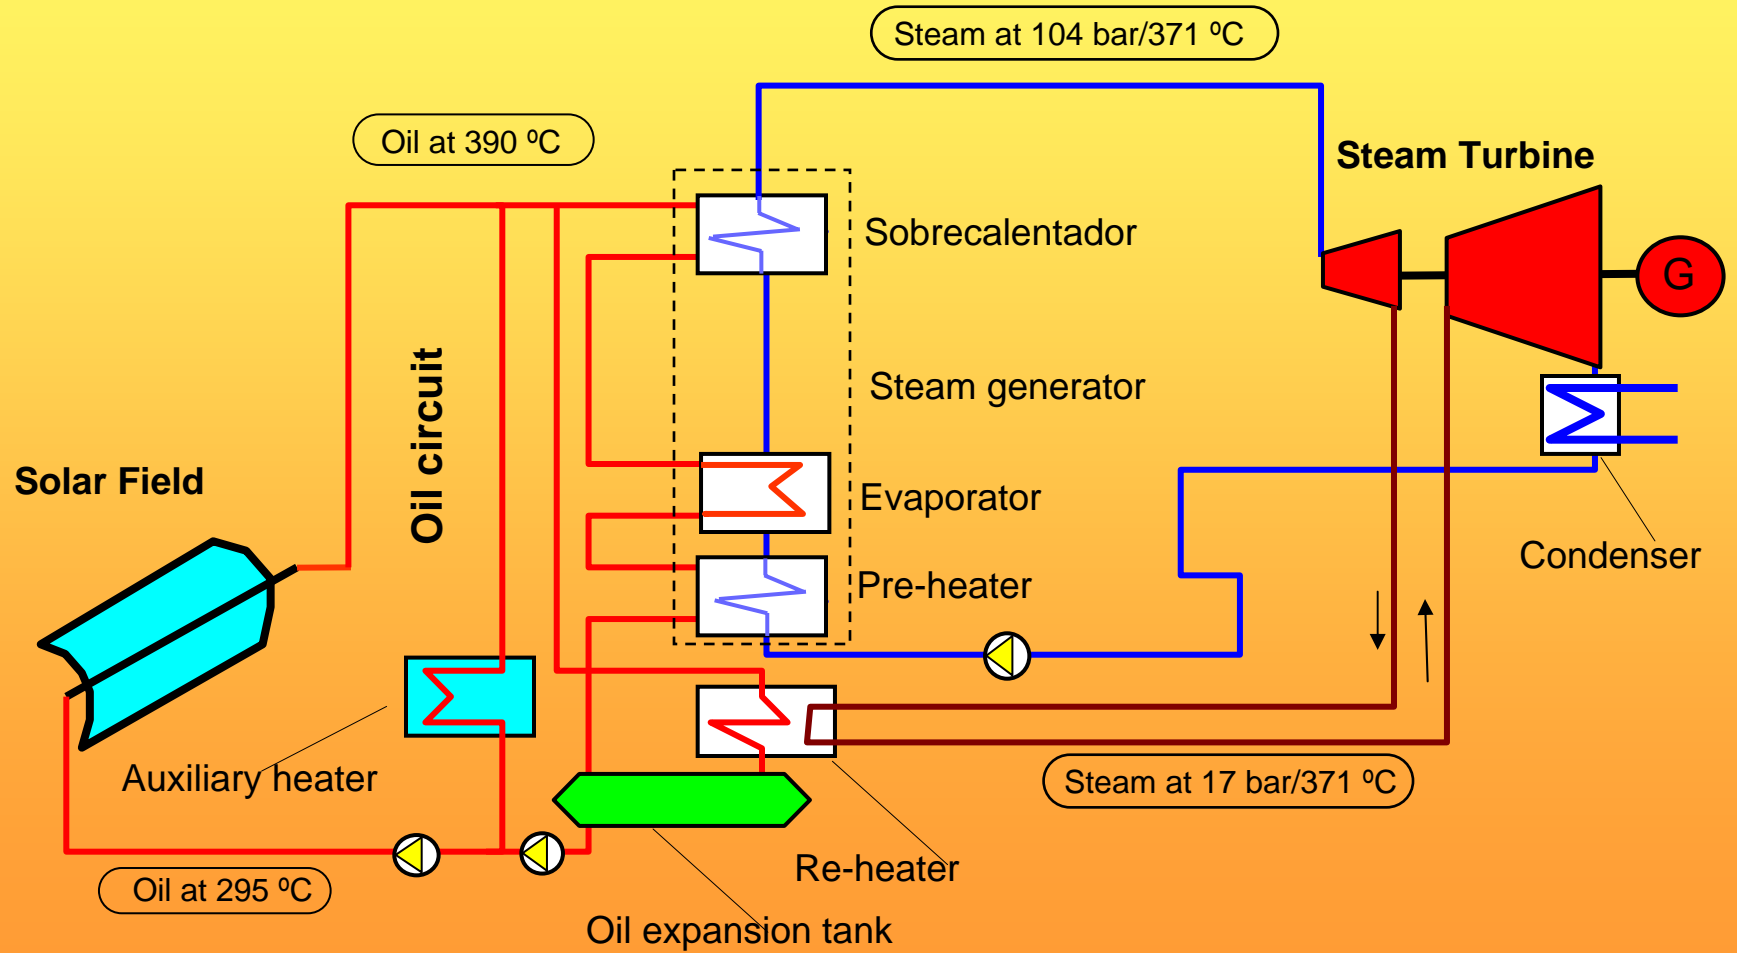 Steam at 104 bar/371 ºC
Oil at 390 ºC
Steam Turbine
Sobrecalentador
G
Oil circuit
Steam generator
Solar Field
Evaporator
Condenser
Pre-heater
Auxiliary heater
Steam at 17 bar/371 ºC
Re-heater
Oil at 295 ºC
Oil expansion tank